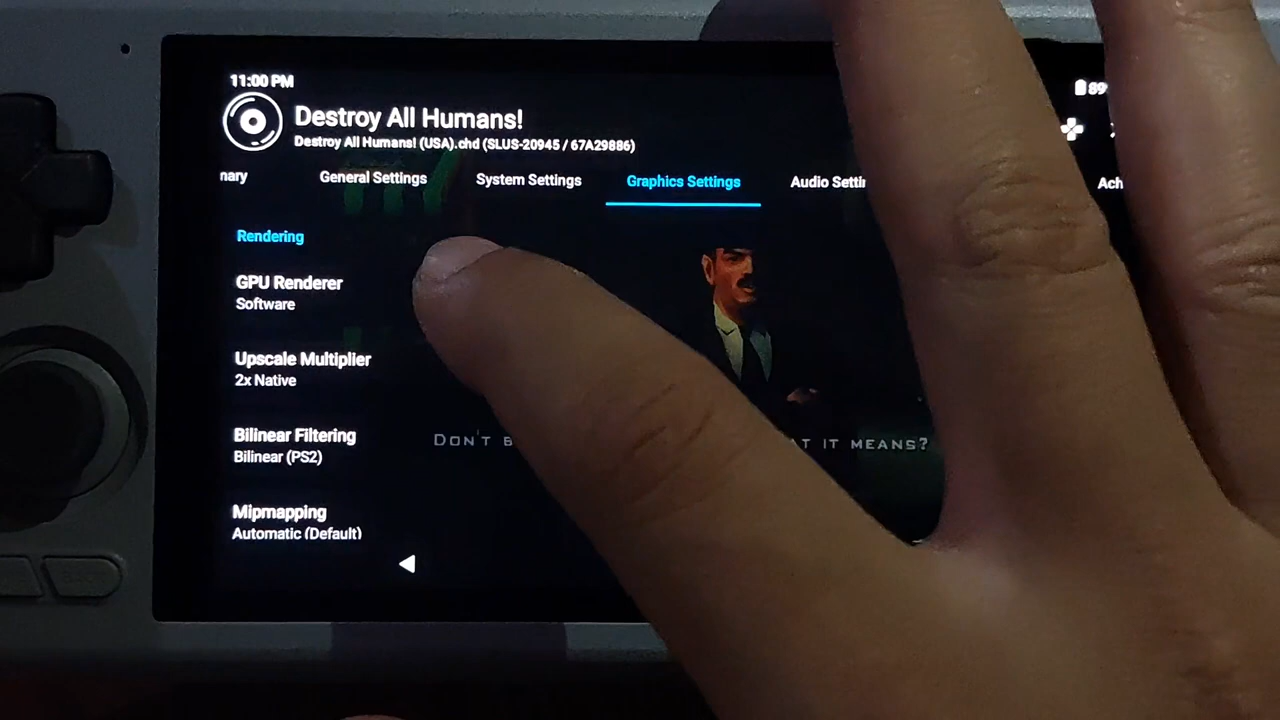 11:00 PM
89
Destroy All Humans!
Destroy All Humans! (USA).chd (SLUS-20945 / 67A29886)
nary General Settings System Settings Graphics Settings Audio Settin Ach
Rendering
GPU Renderer
Software
Upscale Multiplier
2x Native
Bilinear Filtering
Bilinear (PS2)
DON'T B AT IT MEANS?
Mipmapping
Automatic (Default)